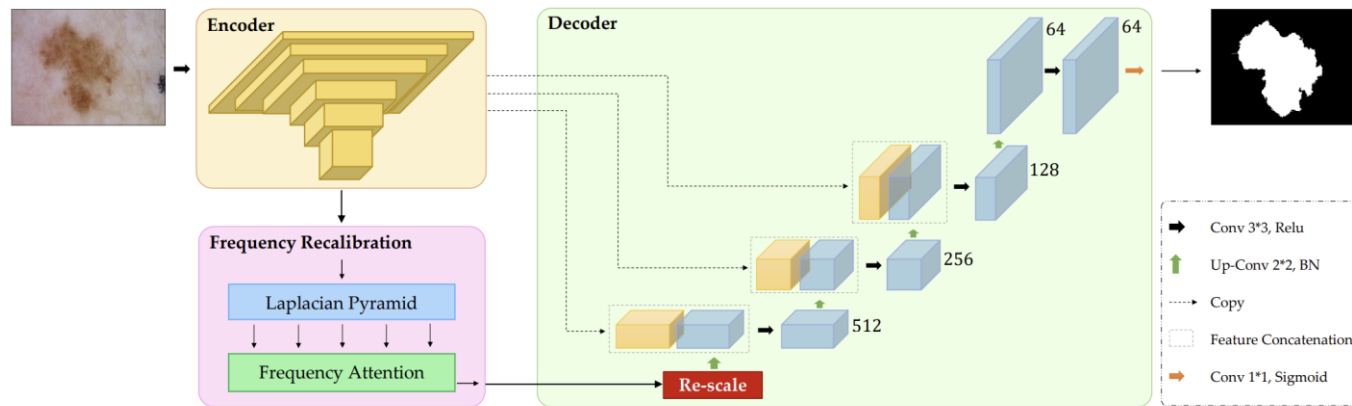 Encoder
Decoder
64
64
128
256
512
Frequency Recalibration
Laplacian Pyramid
Frequency Attention
Re-scale
Conv 3*3, Relu
Up-Conv 2*2, BN
Copy
Feature Concatenation
Conv 1*1, Sigmoid